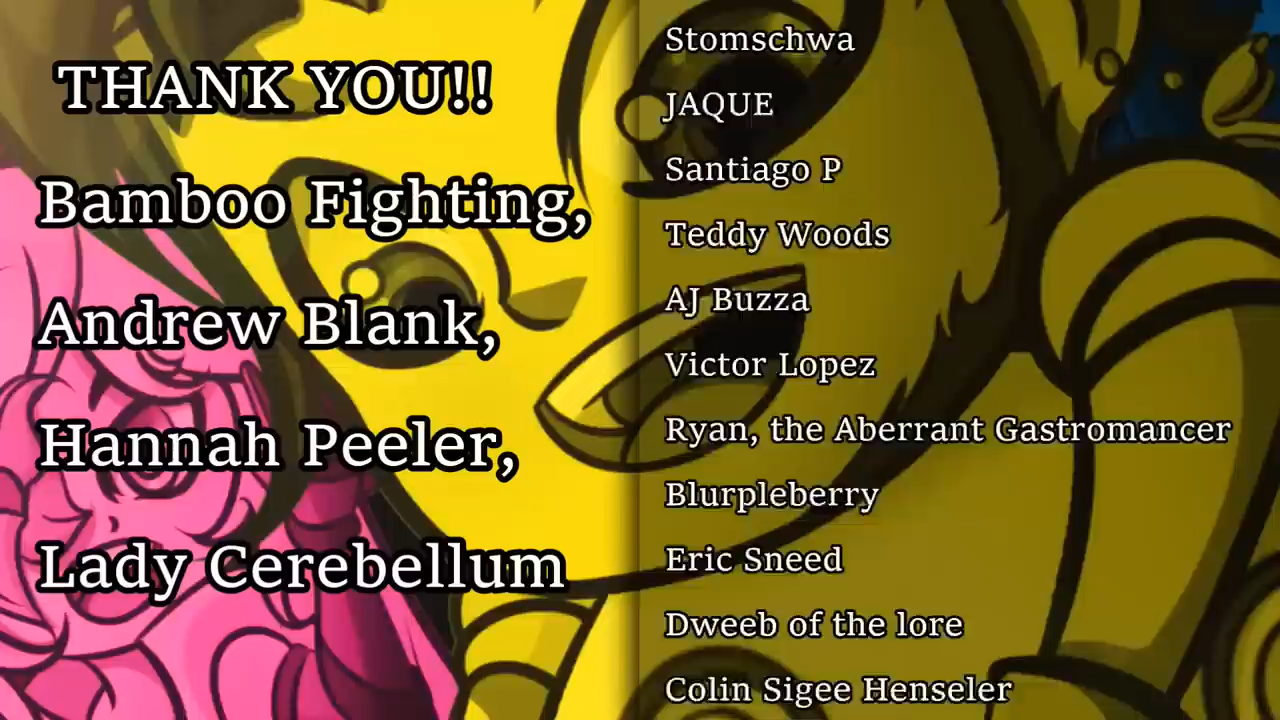 THANK YOU!!
Bamboo Fighting,
Andrew Blank,
Hannah Peeler,
Lady Cerebellum
Stomschwa
JAQUE
Santiago P
Teddy Woods
AJ Buzza
Victor Lopez
Ryan, the Aberrant Gastromancer
Blurpleberry
Eric Sneed
Dweeb of the lore
Colin Sigee Henseler